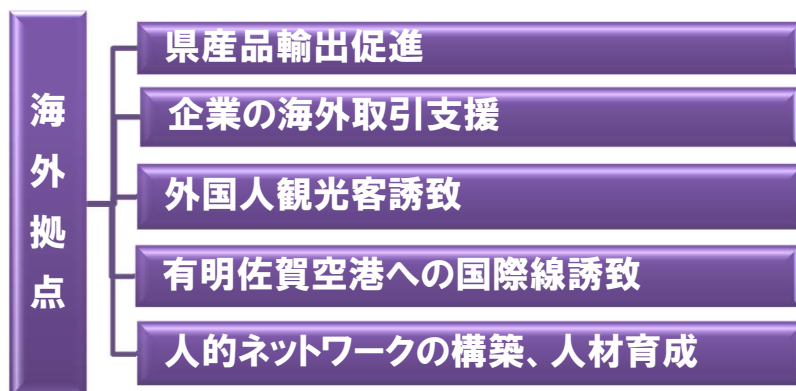 海外拠点
県産品輸出促進
企業の海外取引支援
外国人観光客誘致
有明佐賀空港への国際線誘致
人的ネットワークの構築、人材育成